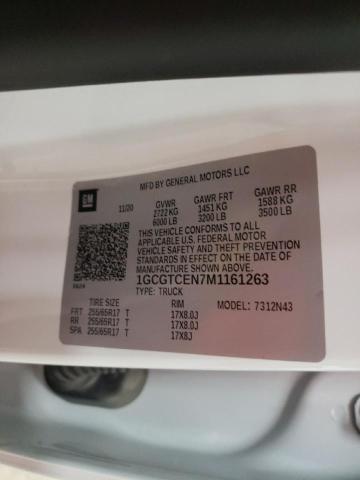 MFD BY GENERAL MOTORS LLC
GM
11/20 GVWR GAWR FRT GAWR RR
2722 KG 1451 KG 1588 KG
6000 LB 3200 LB 3500 LB
THIS VEHICLE CONFORMS TO ALL
APPLICABLE U.S. FEDERAL MOTOR
VEHICLE SAFETY AND THEFT PREVENTION
STANDARDS IN EFFECT ON THE DATE OF
MANUFACTURE SHOWN ABOVE.
1GCGTCEN7M1161263
TYPE: TRUCK
TIRE SIZE RIM MODEL: 7312N43
FRT 255/65R17 T 17X8.0J
RR 255/65R17 T 17X8.0J
SPA 255/65R17 T 17X8J